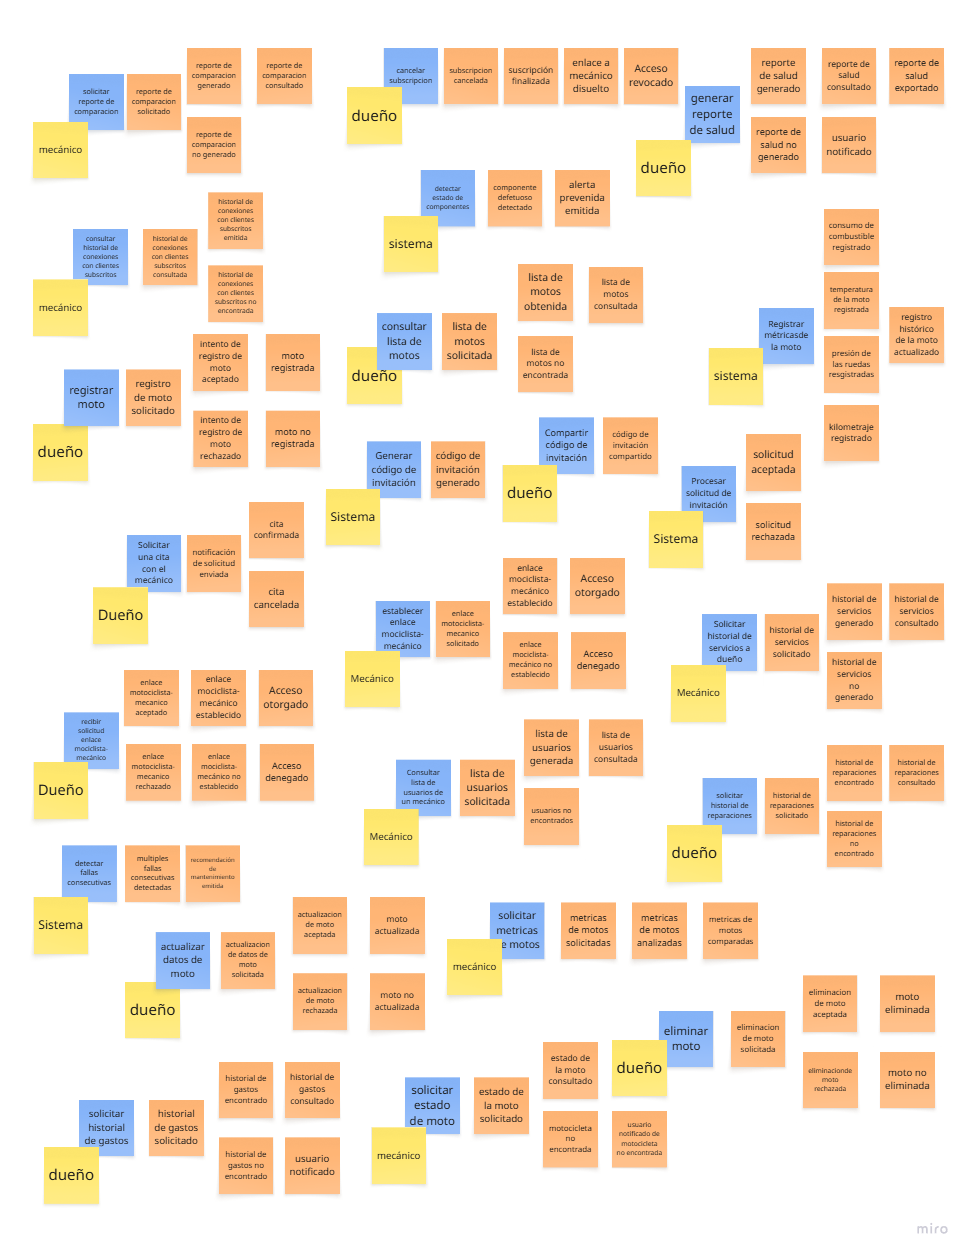 solicitar
reporte de
comparacion
reporte de
comparacion
solicitado
reporte de
comparacion
generado
reporte de
comparacion
consultado
reporte de
comparacion
no generado
mecánico
cancelar
subscripcion
subscripcion
cancelada
suscripción
finalizada
enlace a
mecánico
disuelto
Acceso
revocado
dueño
generar
reporte
de salud
reporte
de salud
generado
reporte de
salud
consultado
reporte de
salud
exportado
reporte de
salud no
generado
usuario
notificado
dueño
detectar
estado de
componentes
componente
defetuoso
detectado
alerta
prevenida
emitida
sistema
consultar
historial de
conexiones
con clientes
subscritos
historial de
conexiones
con clientes
subscritos
consultada
historial de
conexiones
con clientes
subscritos
emitida
historial de
conexiones
con clientes
subscritos no
encontrada
mecánico
consultar
lista de
motos
lista de
motos
solicitada
lista de
motos
obtenida
lista de
motos
consultada
lista de
motos no
encontrada
dueño
Registrar
métricasde
la moto
consumo de
combustible
registrado
temperatura
de la moto
registrada
presión de
las ruedas
resgistradas
kilometraje
registrado
registro
histórico
de la moto
actualizado
sistema
registrar
moto
registro
de moto
solicitado
intento de
registro de
moto
aceptado
moto
registrada
intento de
registro de
moto
rechazado
moto no
registrada
dueño
Generar
código de
invitación
código de
invitación
generado
Sistema
Compartir
código de
invitación
código de
invitación
compartido
dueño
Procesar
solicitud de
invitación
solicitud
aceptada
solicitud
rechazada
Sistema
Solicitar
una cita
con el
mecánico
notificación
de solicitud
enviada
cita
confirmada
cita
cancelada
Dueño
establecer
enlace
mociclista-
mecánico
enlace
motociclista-
mecanico
solicitado
enlace
mociclista-
mecánico
establecido
Acceso
otorgado
enlace
mociclista-
mecánico no
establecido
Acceso
denegado
Mecánico
Solicitar
historial de
servicios a
dueño
historial de
servicios
solicitado
historial de
servicios
generado
historial de
servicios
consultado
historial de
servicios
no
generado
Mecánico
recibir
solicitud
enlace
mociclista-
mecánico
enlace
motociclista-
mecanico
aceptado
enlace
mociclista-
mecánico
establecido
Acceso
otorgado
enlace
motociclista-
mecanico
rechazado
enlace
mociclista-
mecánico no
establecido
Acceso
denegado
Dueño
Consultar
lista de
usuarios de
un mecánico
lista de
usuarios
solicitada
lista de
usuarios
generada
lista de
usuarios
consultada
usuarios no
encontrados
Mecánico
solicitar
historial de
reparaciones
historial de
reparaciones
solicitado
historial de
reparaciones
encontrado
historial de
reparaciones
consultado
historial de
reparaciones
no
encontrado
dueño
detectar
fallas
consecutivas
multiples
fallas
consecutivas
detectadas
recomendación
de
mantenimiento
emitida
Sistema
actualizar
datos de
moto
actualizacion
de datos de
moto
solicitada
actualizacion
de moto
aceptada
moto
actualizada
actualizacion
de moto
rechazada
moto no
actualizada
dueño
solicitar
metricas
e motos
metricas
de motos
solicitadas
metricas
de motos
analizadas
metricas de
motos
comparadas
mecánico
eliminar
moto
eliminacion
de moto
solicitada
eliminacion
de moto
aceptada
moto
eliminada
eliminacionde
moto
rechazada
moto no
eliminada
dueño
solicitar
historial
de gastos
historial
de gastos
solicitado
historial de
gastos
encontrado
historial de
gastos
consultado
historial de
gastos no
encontrado
usuario
notificado
dueño
solicitar
estado
de moto
estado de
la moto
solicitado
estado de
la moto
consultado
motocicleta
no
encontrada
usuario
notificado de
motocicleta
no encontrada
mecánico
miro